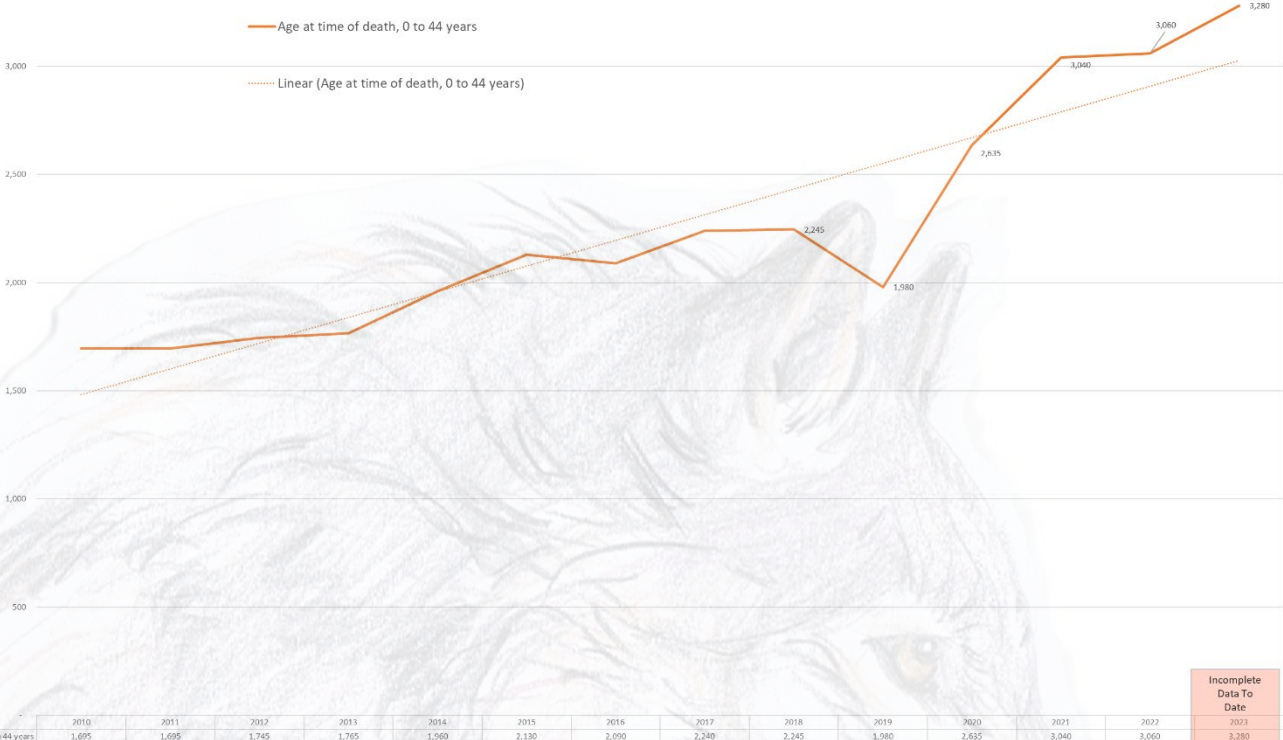 Age at time of death, 0 to 44 years
Linear (Age at time of death, 0 to 44 years)
3,280
3,060
3,040
2,635
2,245
1,980
3,000
2,500
2,000
1,500
1,000
500
-
Incomplete
Data To
Date
2010 2011 2012 2013 2014 2015 2016 2017 2018 2019 2020 2021 2022 2023
44 years 1,695 1,695 1,745 1,765 1,960 2,130 2,090 2,240 2,245 1,980 2,635 3,040 3,060 3,280